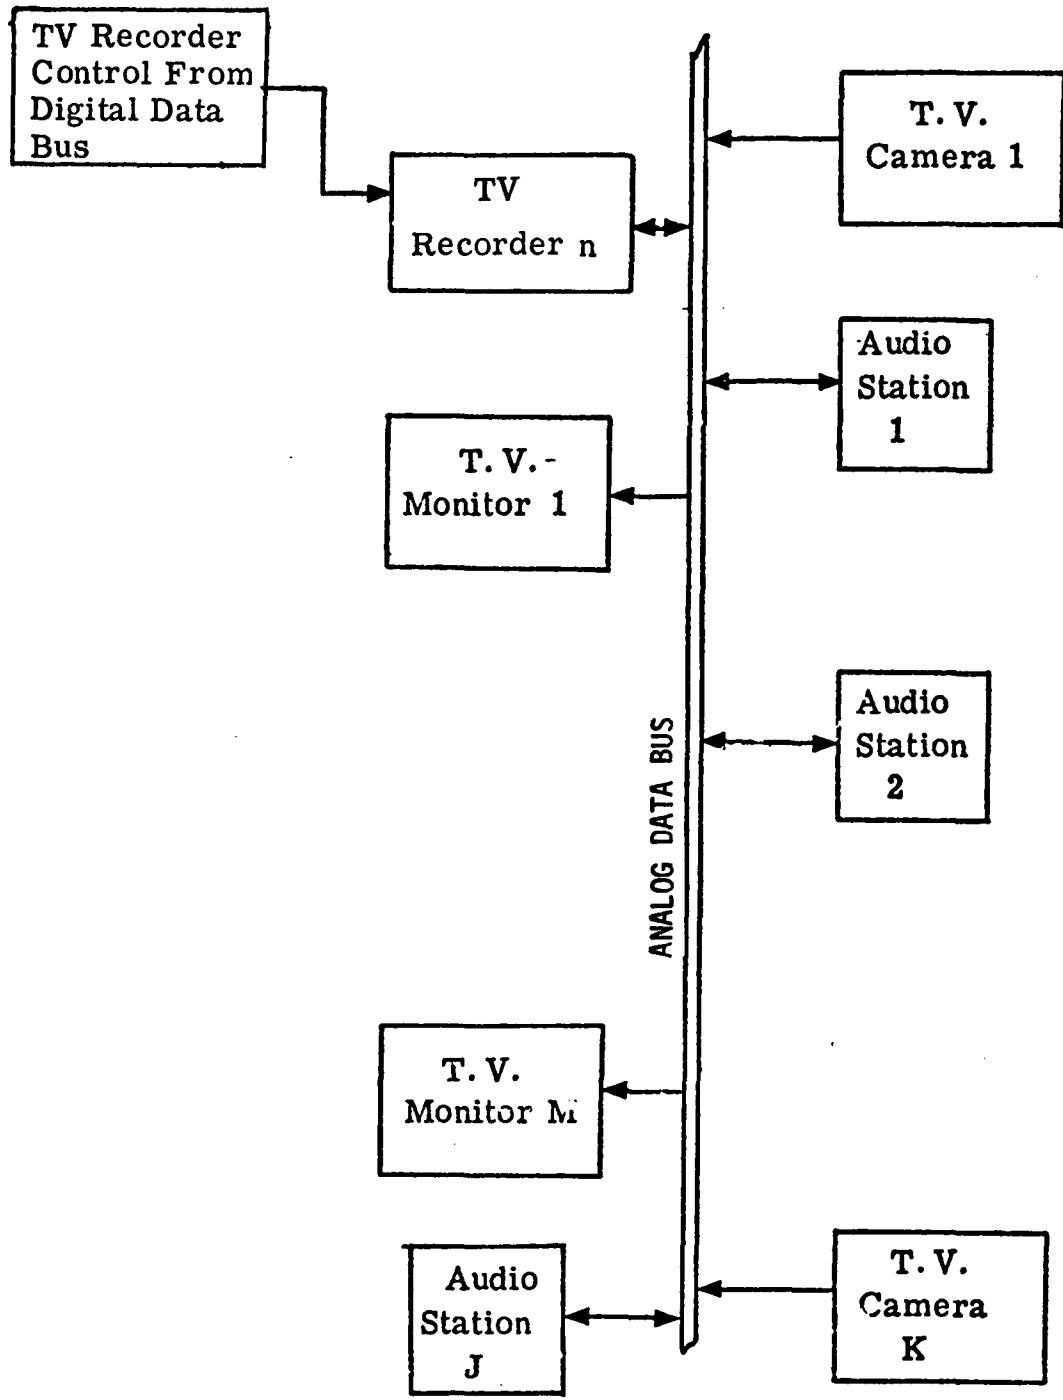 TV Recorder
Control From
Digital Data
Bus
TV
Recorder n
T. V.
Camera 1
Audio
Station
1
T. V.-
Monitor 1
Audio
Station
2
ANALOG DATA BUS
T. V.
Monitor M
Audio
Station
J
T. V.
Camera
K